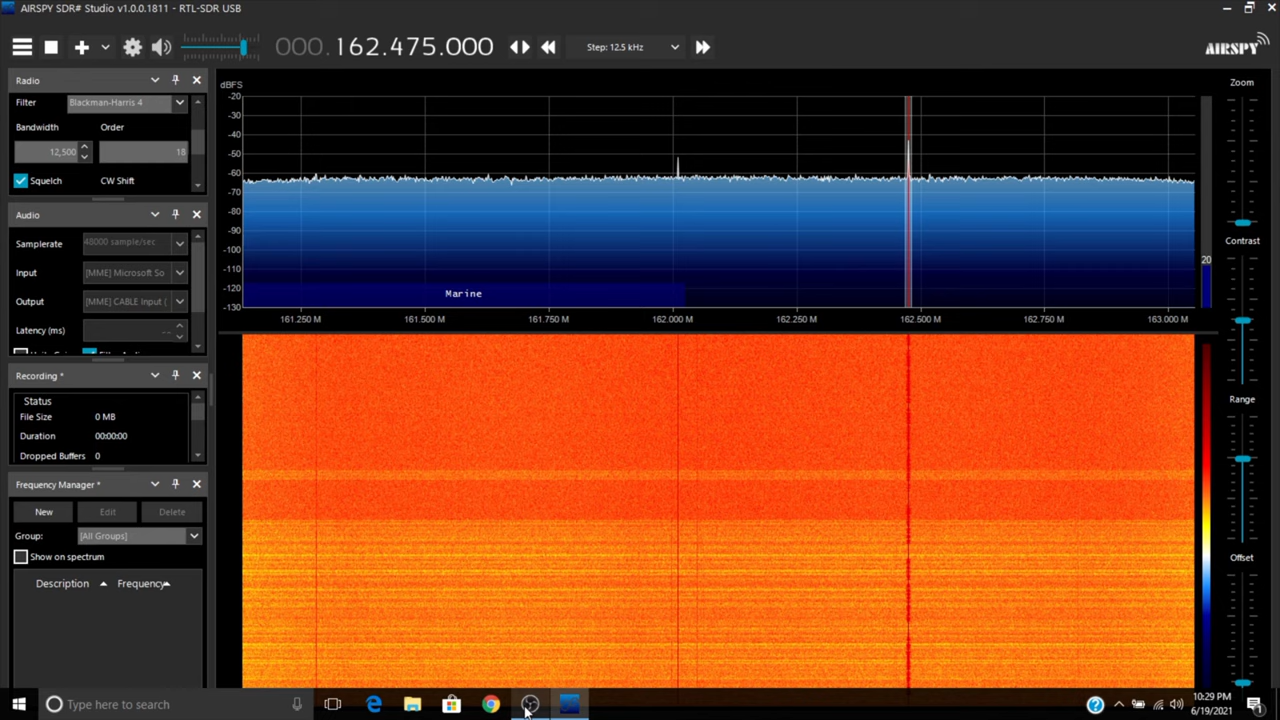 AIRSPY SDR# Studio v1.0.0.1811 - RTL-SDR USB
000.162.475.000
Step: 12.5 kHz
AIRSPY
Radio
Filter
Blackman-Harris 4
Bandwidth
Order
12,500
18
Squelch
CW Shift
Audio
Samplerate
48000 sample/sec
Input
[MME] Microsoft So
Output
[MME] CABLE Input (
Latency (ms)
Recording *
Status
File Size
0 MB
Duration
00:00:00
Dropped Buffers
0
Frequency Manager *
New
Edit
Delete
Group:
[All Groups]
Show on spectrum
Description
Frequency
dBFS
-20
-30
-40
-50
-60
-70
-80
-90
-100
-110
-120
-130
Marine
161.250 M
161.500 M
161.750 M
162.000 M
162.250 M
162.500 M
162.750 M
163.000 M
20
Zoom
Contrast
Range
Offset
Type here to search
10:29 PM
6/19/2021
1